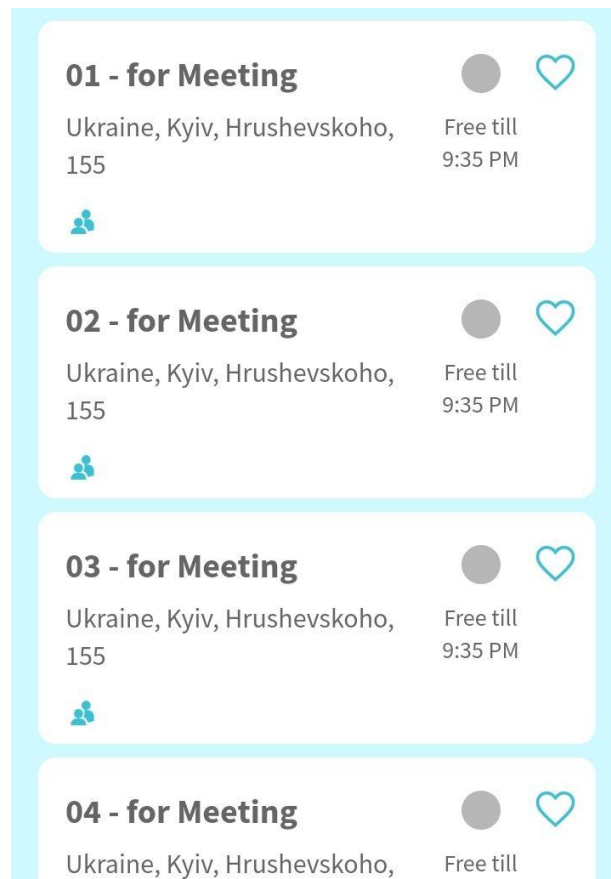 01 - for Meeting
Ukraine, Kyiv, Hrushevskoho,
155
Free till
9:35 PM
02 - for Meeting
Ukraine, Kyiv, Hrushevskoho,
155
Free till
9:35 PM
03 - for Meeting
Ukraine, Kyiv, Hrushevskoho,
155
Free till
9:35 PM
04 - for Meeting
Ukraine, Kyiv, Hrushevskoho,
Free till